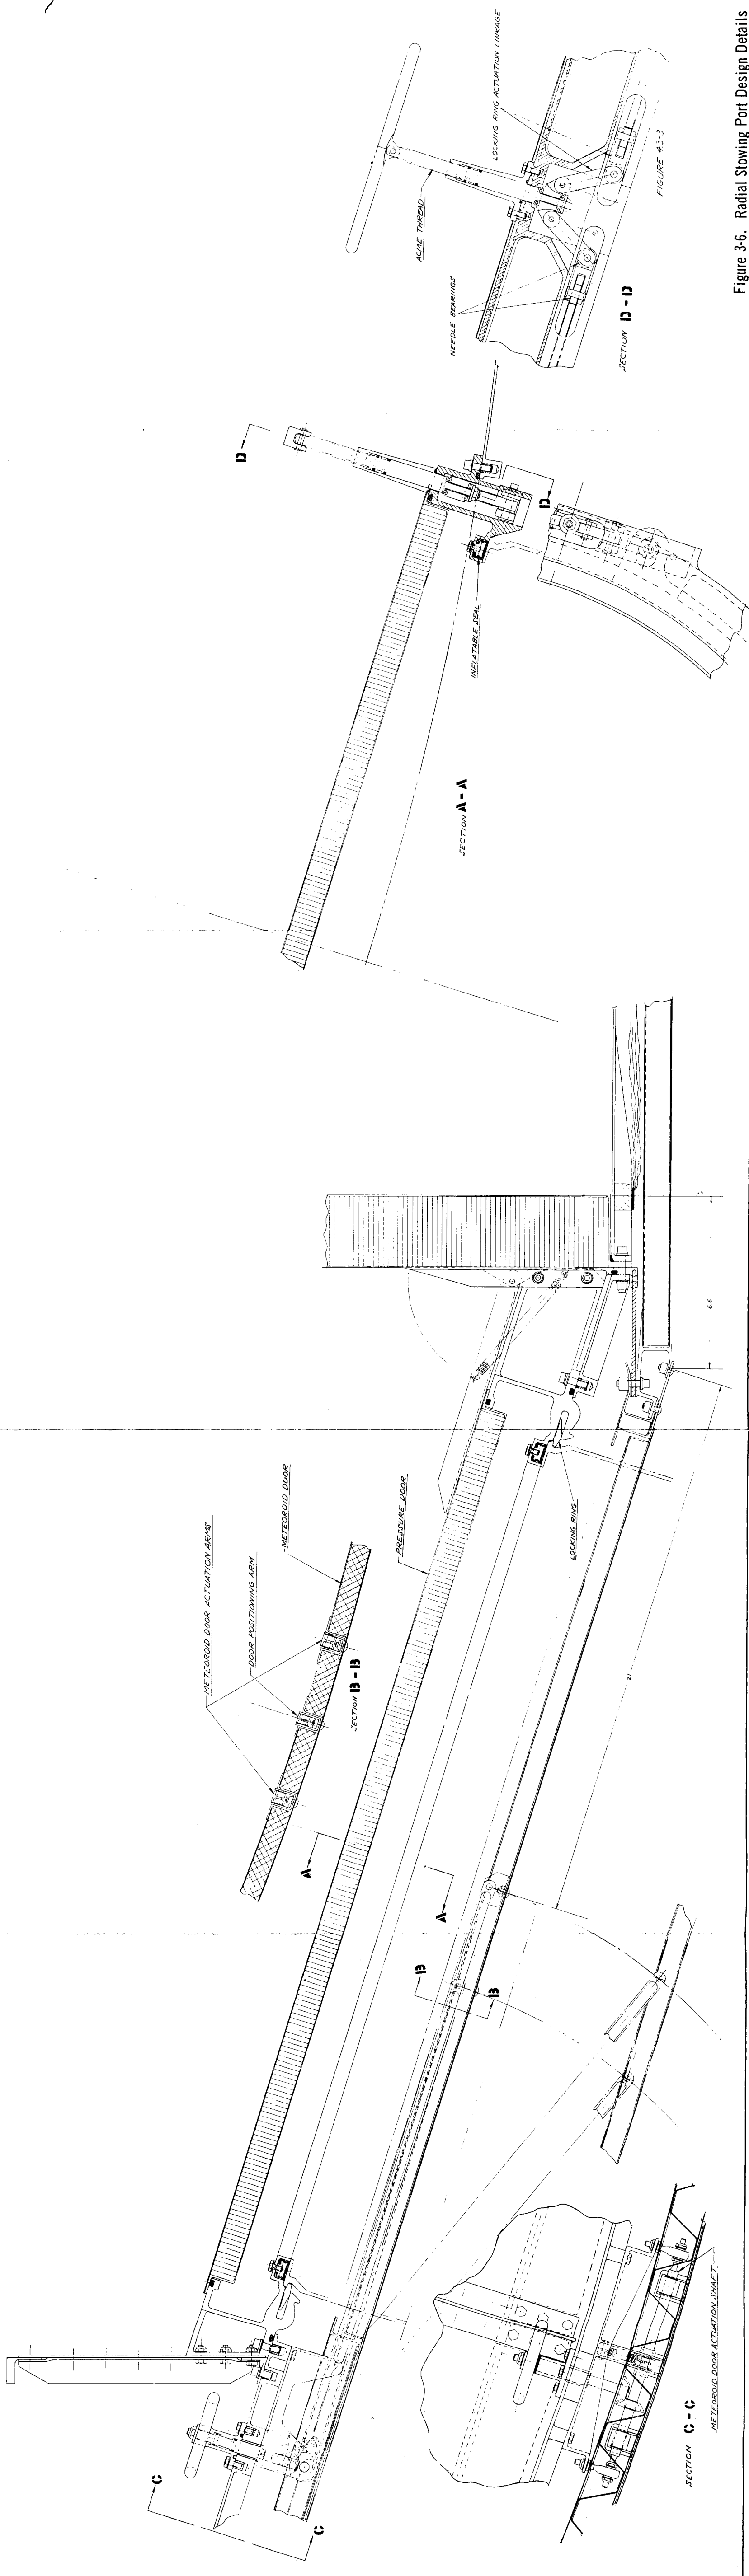 LOCKING RING ACTUATION LINKAGE
ACME THREAD
NEEDLE BEARINGS
FIGURE 4.3-3
SECTION D-D
Figure 3-6. Radial Stowing Port Design Details
D
D
INFLATABLE SEAL
SECTION A-A
6.6
METEOROID DOOR ACTUATION ARMS
DOOR POSITIONING ARM
METEOROID DOOR
SECTION B-B
PRESSURE DOOR
LOCKING RING
21
A
A
B
B
C
C
SECTION C-C
METEOROID DOOR ACTUATION SHAFT